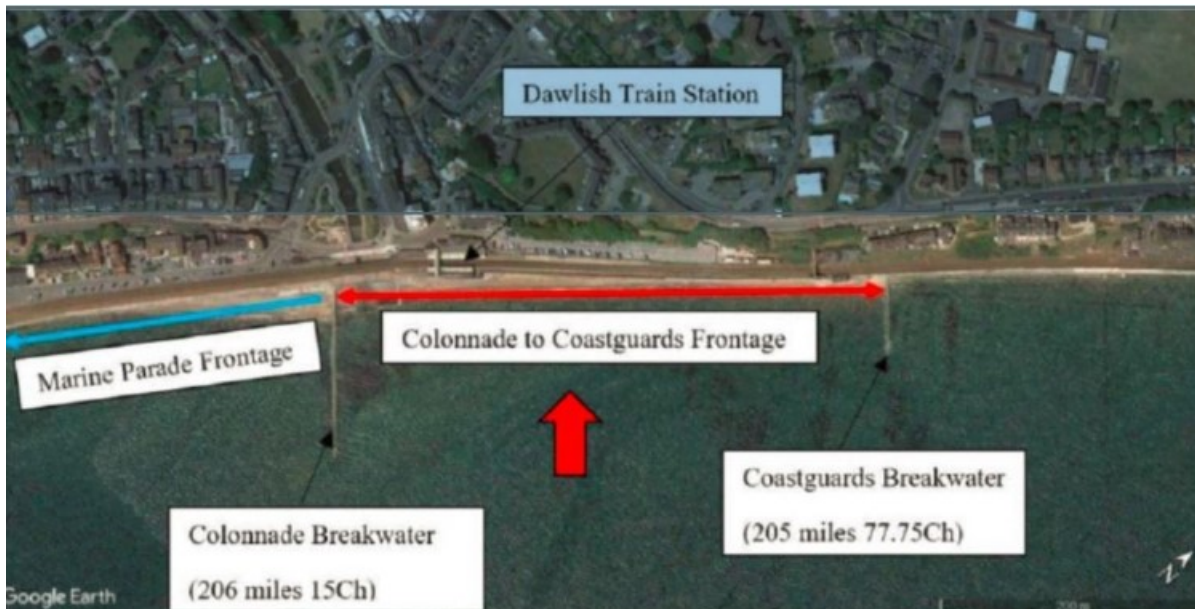 Dawlish Train Station
Marine Parade Frontage
Colonnade to Coastguards Frontage
Colonnade Breakwater
(206 miles 15Ch)
Coastguards Breakwater
(205 miles 77.75Ch)
Google Earth
N